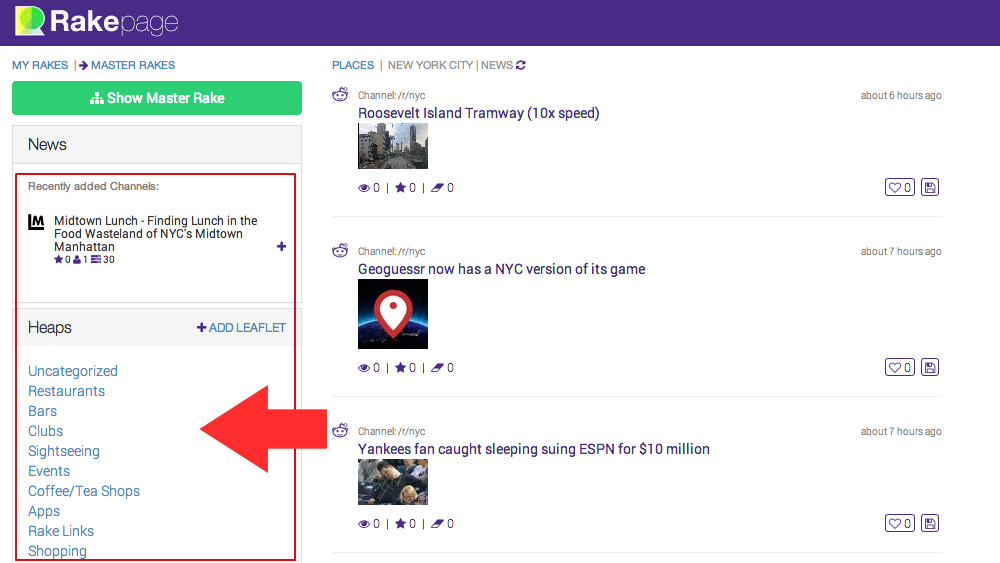 Rakepage
MY RAKES | MASTER RAKES
Show Master Rake
News
Recently added Channels:
LM
Midtown Lunch - Finding Lunch in the
Food Wasteland of NYC's Midtown
Manhattan
0 1 30
Heaps
ADD LEAFLET
Uncategorized
Restaurants
Bars
Clubs
Sightseeing
Events
Coffee/Tea Shops
Apps
Rake Links
Shopping
PLACES | NEW YORK CITY | NEWS
Channel: /r/nyc
about 6 hours ago
Roosevelt Island Tramway (10x speed)
0 | 0 | 0
0
Channel: /r/nyc
about 7 hours ago
Geoguessr now has a NYC version of its game
0 | 0 | 0
0
Channel: /r/nyc
about 7 hours ago
Yankees fan caught sleeping suing ESPN for $10 million
0 | 0 | 0
0